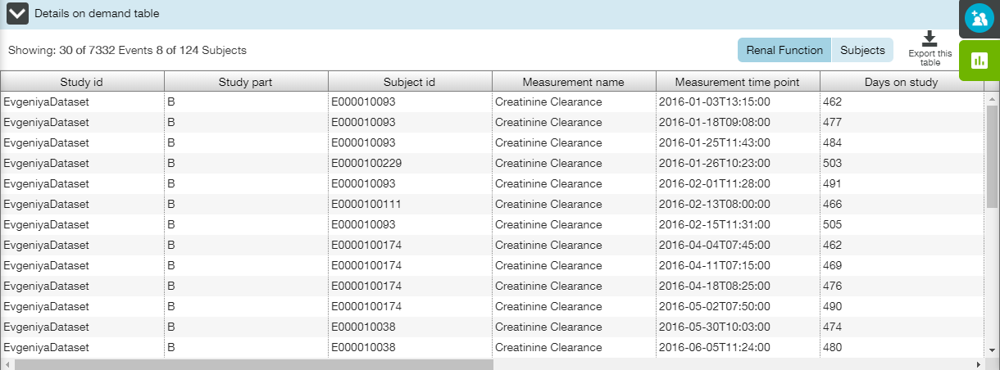 Details on demand table
Showing: 30 of 7332 Events 8 of 124 Subjects
Renal Function Subjects
Export this
table
Study id Study part Subject id Measurement name Measurement time point Days on study
EvgeniyaDataset B E000010093 Creatinine Clearance 2016-01-03T13:15:00 462
EvgeniyaDataset B E000010093 Creatinine Clearance 2016-01-18T09:08:00 477
EvgeniyaDataset B E000010093 Creatinine Clearance 2016-01-25T11:43:00 484
EvgeniyaDataset B E0000100229 Creatinine Clearance 2016-01-26T10:23:00 503
EvgeniyaDataset B E000010093 Creatinine Clearance 2016-02-01T11:28:00 491
EvgeniyaDataset B E0000100111 Creatinine Clearance 2016-02-13T08:00:00 466
EvgeniyaDataset B E000010093 Creatinine Clearance 2016-02-15T11:31:00 505
EvgeniyaDataset B E0000100174 Creatinine Clearance 2016-04-04T07:45:00 462
EvgeniyaDataset B E0000100174 Creatinine Clearance 2016-04-11T07:15:00 469
EvgeniyaDataset B E0000100174 Creatinine Clearance 2016-04-18T08:25:00 476
EvgeniyaDataset B E0000100174 Creatinine Clearance 2016-05-02T07:50:00 490
EvgeniyaDataset B E000010038 Creatinine Clearance 2016-05-30T10:03:00 474
EvgeniyaDataset B E000010038 Creatinine Clearance 2016-06-05T11:24:00 480